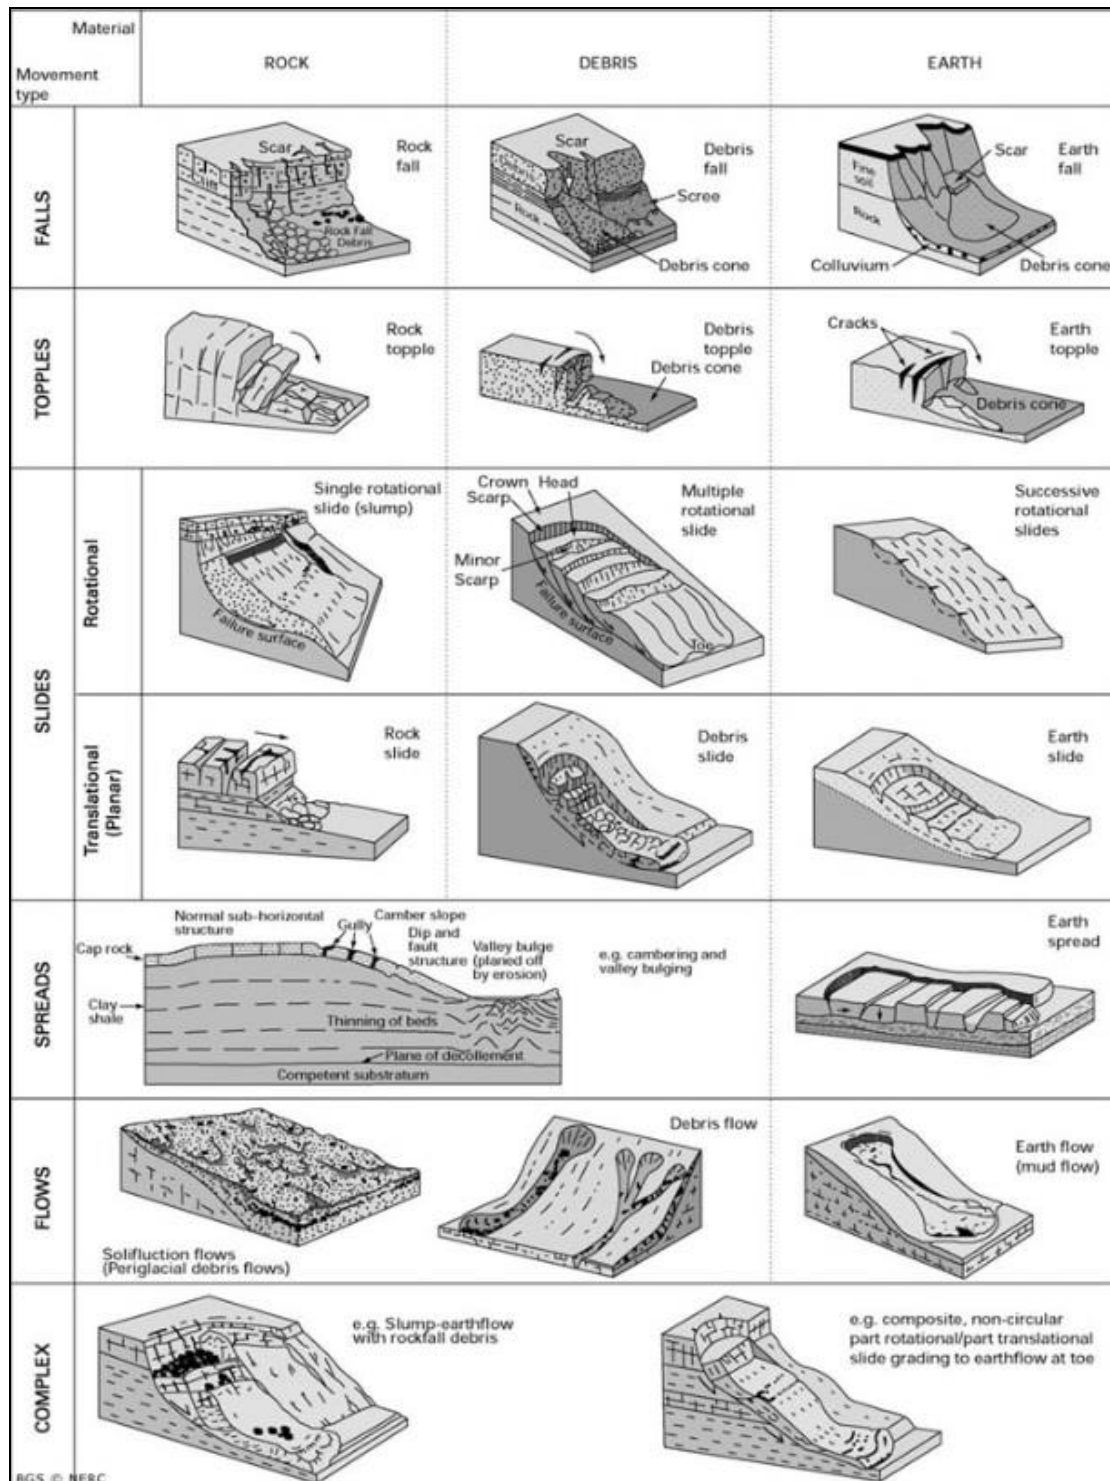 Material
ROCK
DEBRIS
EARTH
Movement
type
FALLS
Scar
Rock
fall
Cliff
Rock Fall
Debris
Scar
Debris
fall
Debris
Rock
Scree
Debris cone
Scar
Earth
fall
Fine
soil
Rock
Colluvium
Debris cone
TOPPLES
Rock
topple
Debris
topple
Debris cone
Cracks
Earth
topple
Debris cone
SLIDES
Rotational
Single rotational
slide (slump)
Failure surface
Crown
Head
Scarp
Minor
Scarp
Failure surface
Toe
Multiple
rotational
slide
Successive
rotational
slides
Translational
(Planar)
Rock
slide
Debris
slide
Earth
slide
SPREADS
Normal sub-horizontal
structure
Gully
Camber slope
Dip and
fault
structure
Valley bulge
(planed off
by erosion)
e.g. cambering and
valley bulging
Cap rock
Clay
shale
Thinning of beds
Plane of decollement
Competent substratum
Earth
spread
FLOWS
Solifluction flows
(Periglacial debris flows)
Debris flow
Earth flow
(mud flow)
COMPLEX
e.g. Slump-earthflow
with rockfall debris
e.g. composite, non-circular
part rotational/part translational
slide grading to earthflow at toe
BGS © NERC